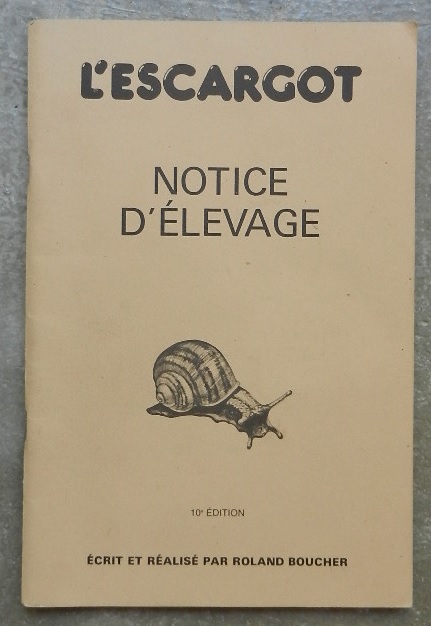 L'ESCARGOT
NOTICE
D'ÉLEVAGE
10e ÉDITION
ÉCRIT ET RÉALISÉ PAR ROLAND BOUCHER